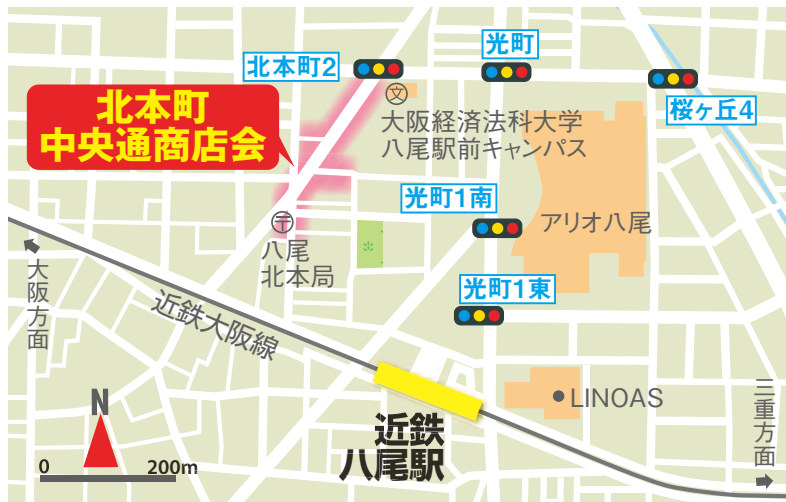 北本町2
光町
桜ヶ丘4
北本町
中央通商店会
文
大阪経済法科大学
八尾駅前キャンパス
光町1南
アリオ八尾
〒
八尾
北本局
光町1東
大阪方面
近鉄大阪線
LINOAS
三重方面
近鉄
八尾駅
N
0 200m